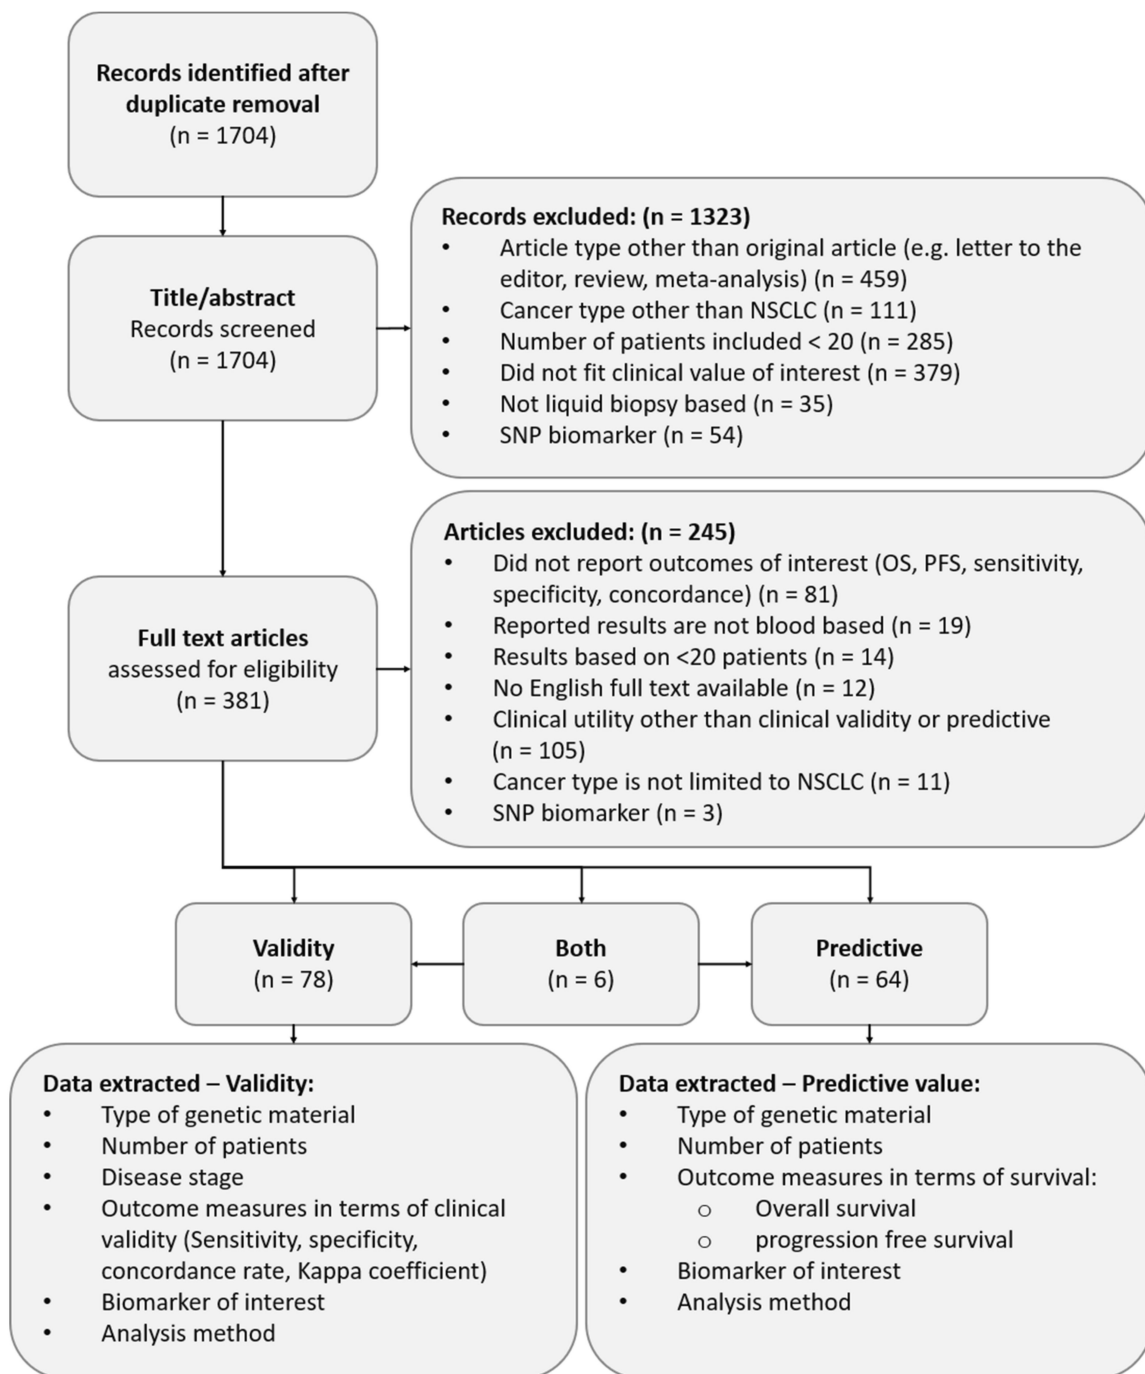 Records identified after
duplicate removal
(n = 1704)
Title/abstract
Records screened
(n = 1704)
Records excluded: (n = 1323)
• Article type other than original article (e.g. letter to the
editor, review, meta-analysis) (n = 459)
• Cancer type other than NSCLC (n = 111)
• Number of patients included < 20 (n = 285)
• Did not fit clinical value of interest (n = 379)
• Not liquid biopsy based (n = 35)
• SNP biomarker (n = 54)
Full text articles
assessed for eligibility
(n = 381)
Articles excluded: (n = 245)
• Did not report outcomes of interest (OS, PFS, sensitivity,
specificity, concordance) (n = 81)
• Reported results are not blood based (n = 19)
• Results based on <20 patients (n = 14)
• No English full text available (n = 12)
• Clinical utility other than clinical validity or predictive
(n = 105)
• Cancer type is not limited to NSCLC (n = 11)
• SNP biomarker (n = 3)
Validity
(n = 78)
Both
(n = 6)
Predictive
(n = 64)
Data extracted – Validity:
• Type of genetic material
• Number of patients
• Disease stage
• Outcome measures in terms of clinical
validity (Sensitivity, specificity,
concordance rate, Kappa coefficient)
• Biomarker of interest
• Analysis method
Data extracted – Predictive value:
• Type of genetic material
• Number of patients
• Outcome measures in terms of survival:
o Overall survival
o progression free survival
• Biomarker of interest
• Analysis method